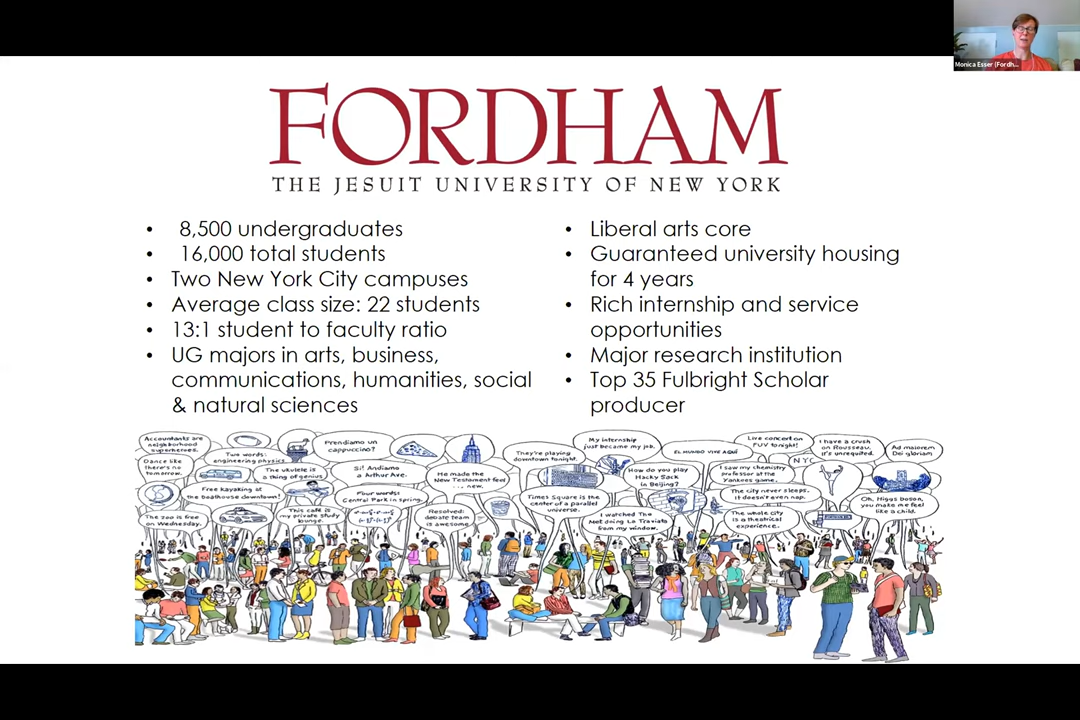 Monica Esser (Fordh...
FORDHAM
THE JESUIT UNIVERSITY OF NEW YORK
• 8,500 undergraduates
• 16,000 total students
• Two New York City campuses
• Average class size: 22 students
• 13:1 student to faculty ratio
• UG majors in arts, business,
communications, humanities, social
& natural sciences
• Liberal arts core
• Guaranteed university housing
for 4 years
• Rich internship and service
opportunities
• Major research institution
• Top 35 Fulbright Scholar
producer
Accountants are
neighborhood
superheroes.
Two words:
engineering physics.
Prendiamo un
cappuccino?
They're playing
downtown tonight.
My internship
just became my job.
EL MUNDO VIVE AQUÍ
Live concert on
FUV tonight!
I have a crush
on Rousseau.
It's unrequited.
Ad majorem
Dei gloriam
Dance like
there's no
tomorrow.
The ukulele is
a thing of genius.
Sì! Andiamo
a Arthur Ave.
He made the
New Testament feel
... new.
How do you play
Hacky Sack
in Beijing?
I saw my chemistry
professor at the
Yankees game.
NYC
Free kayaking at
the boathouse downtown!
Four words:
Central Park in spring.
Times Square is the
center of a parallel
universe.
The city never sleeps,
it doesn't even nap.
Oh, Higgs boson,
you make me feel
like a child.
The zoo is free
on Wednesday.
This café is
my private study
lounge.
Resolved:
debate team
is awesome.
I watched The
Met doing La Traviata
from my window.
The whole city
is a theatrical
experience.